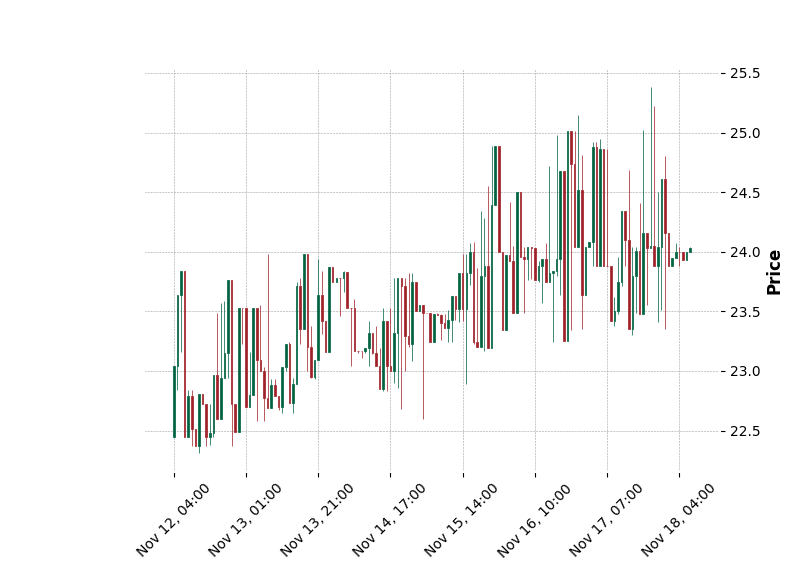 25.5
25.0
24.5
24.0
23.5
23.0
22.5
Price
Nov 12, 04:00
Nov 13, 01:00
Nov 13, 21:00
Nov 14, 17:00
Nov 15, 14:00
Nov 16, 10:00
Nov 17, 07:00
Nov 18, 04:00